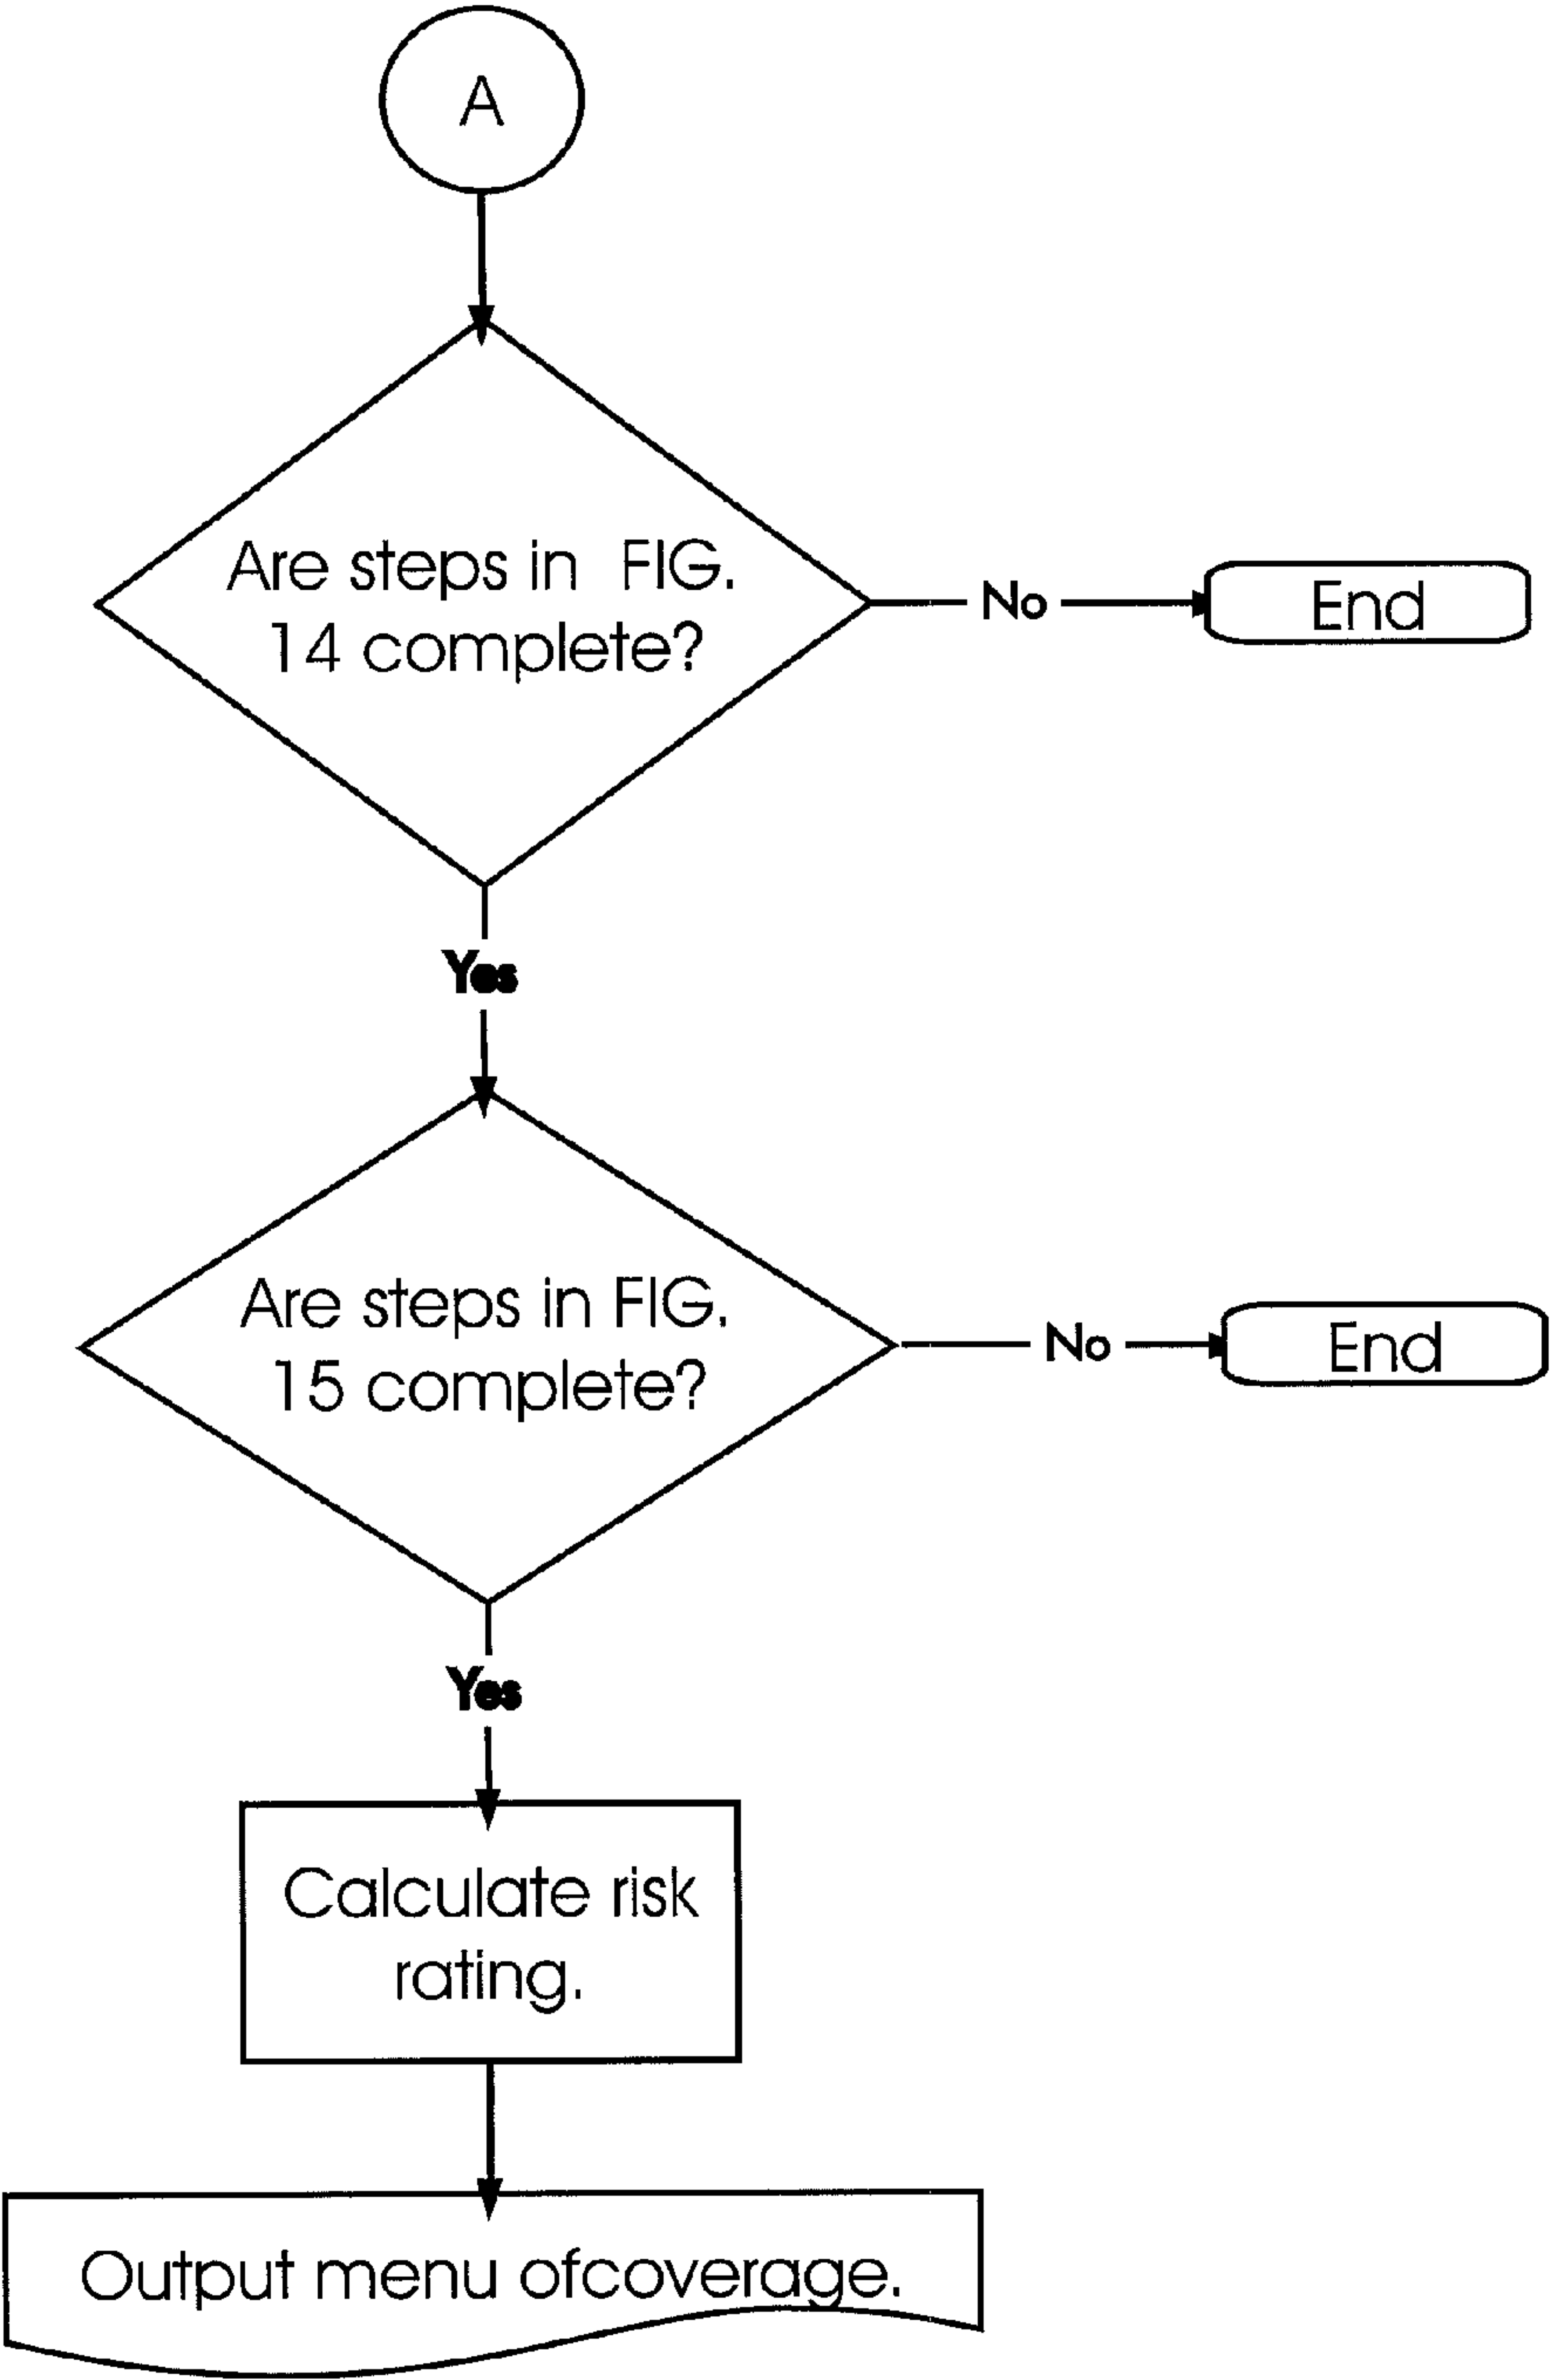 A
Are steps in FIG.
14 complete?
No
End
Yes
Are steps in FIG.
15 complete?
No
End
Yes
Calculate risk
rating.
Output menu ofcoverage.